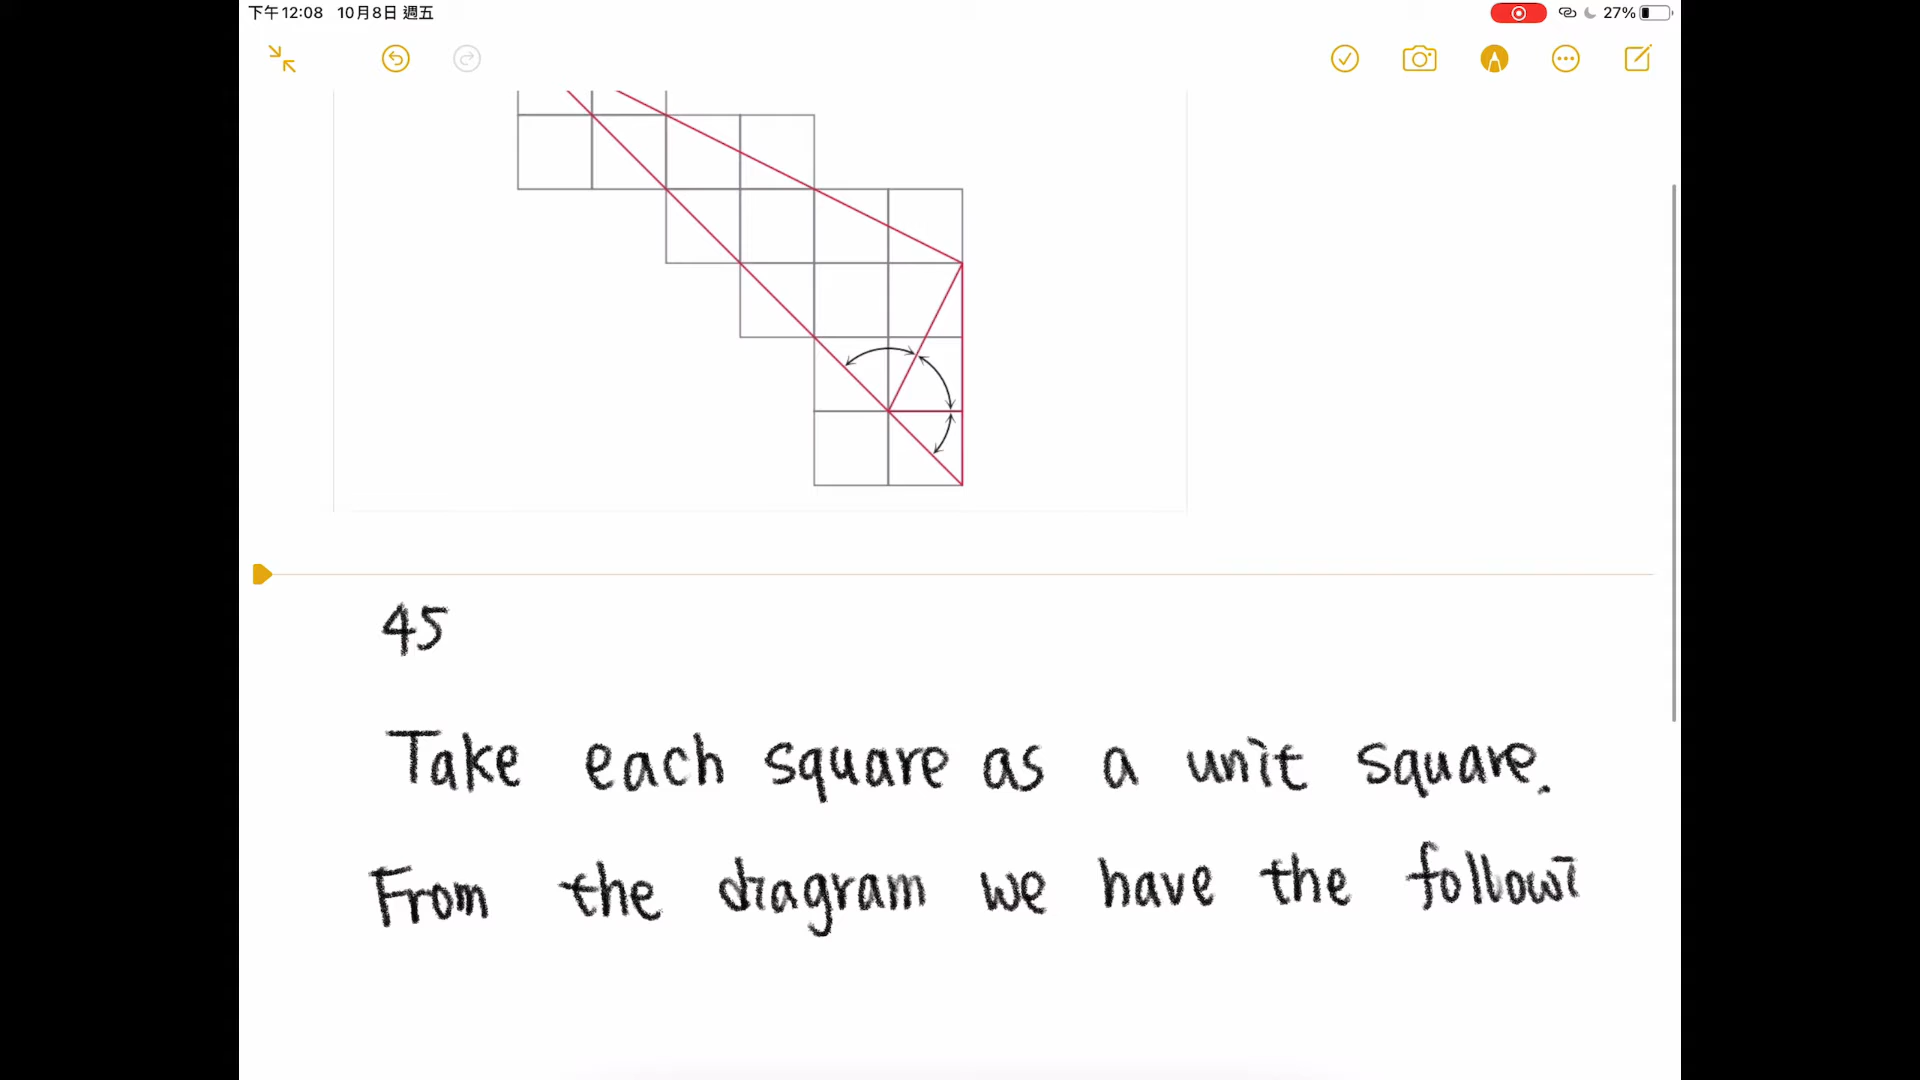 下午12:08 10月8日 週五 27%
45
Take each square as a unit square.
From the diagram we have the followi